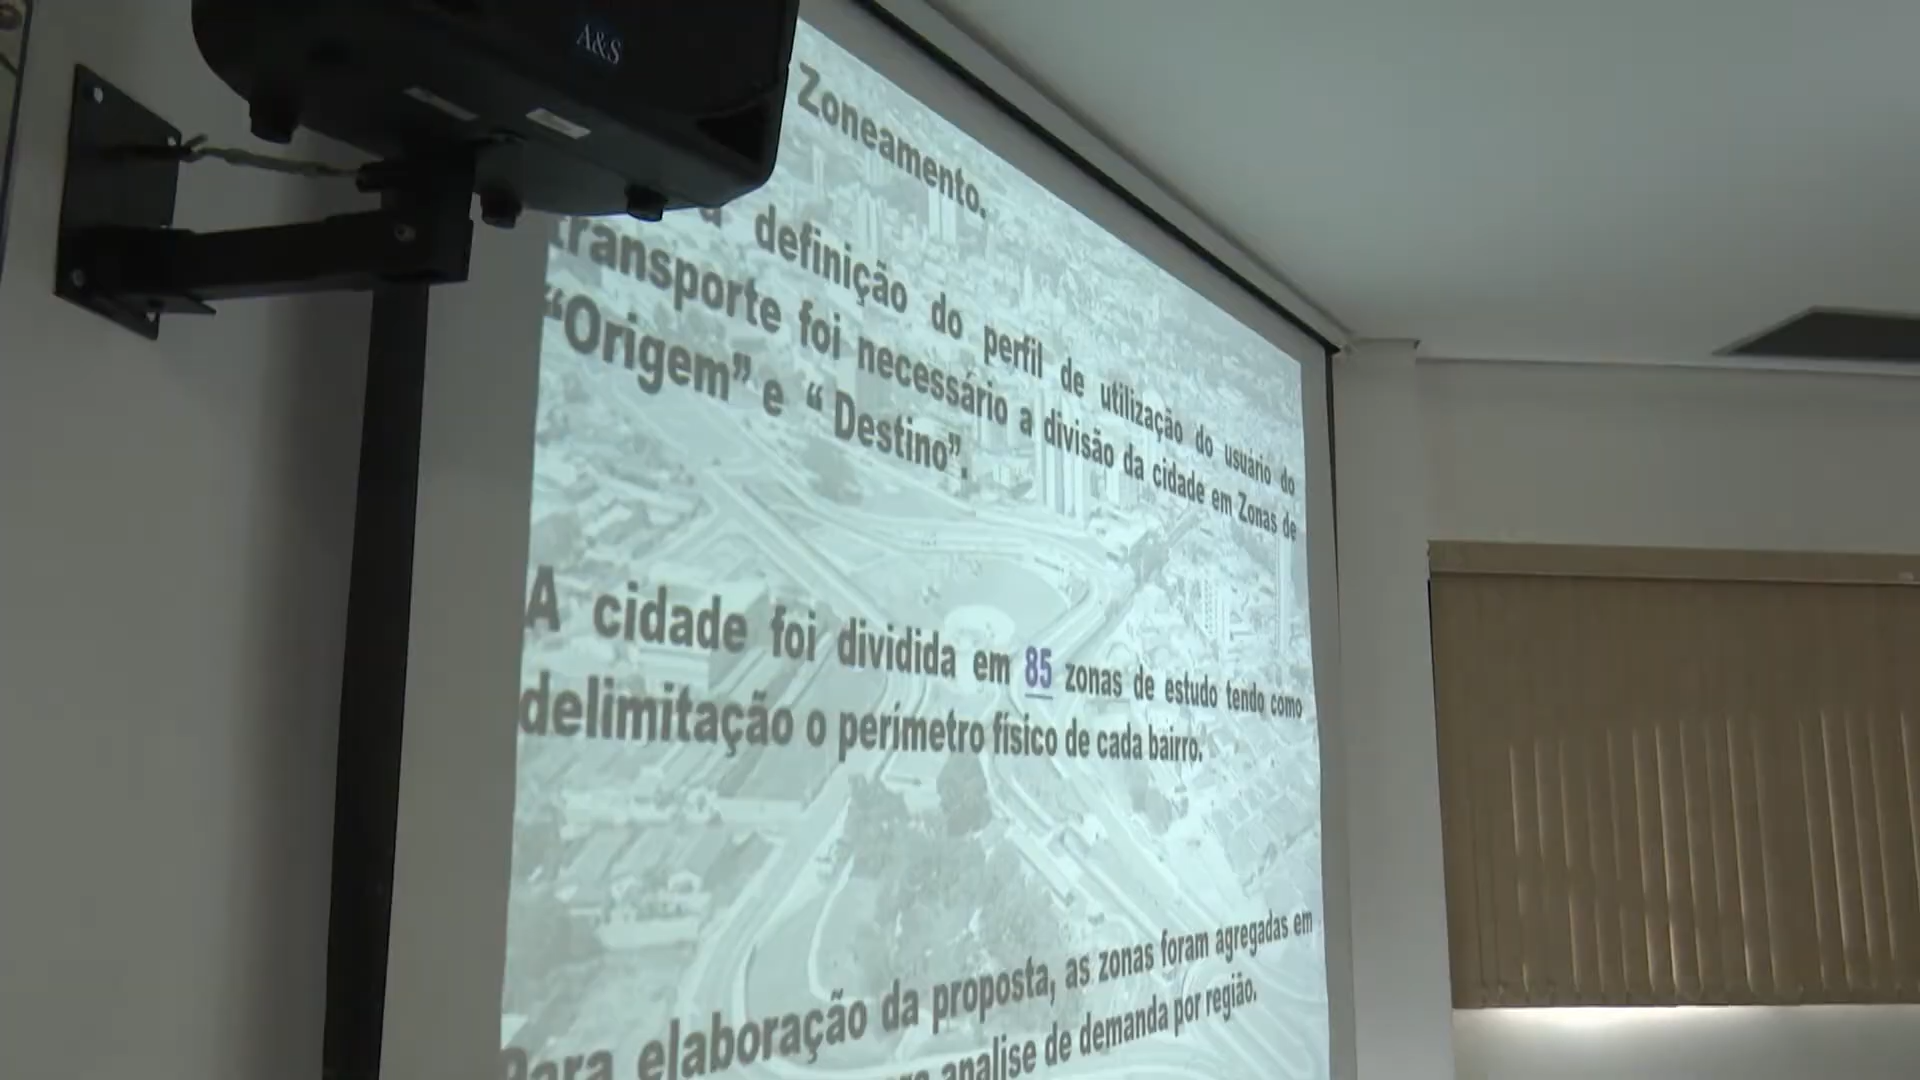 A&S
Zoneamento.
definição do perfil de utilização do usuário do
transporte foi necessário a divisão da cidade em Zonas de
“Origem” e “ Destino”.
A cidade foi dividida em 85 zonas de estudo tendo como
delimitação o perímetro físico de cada bairro.
Para elaboração da proposta, as zonas foram agregadas em
analise de demanda por região.